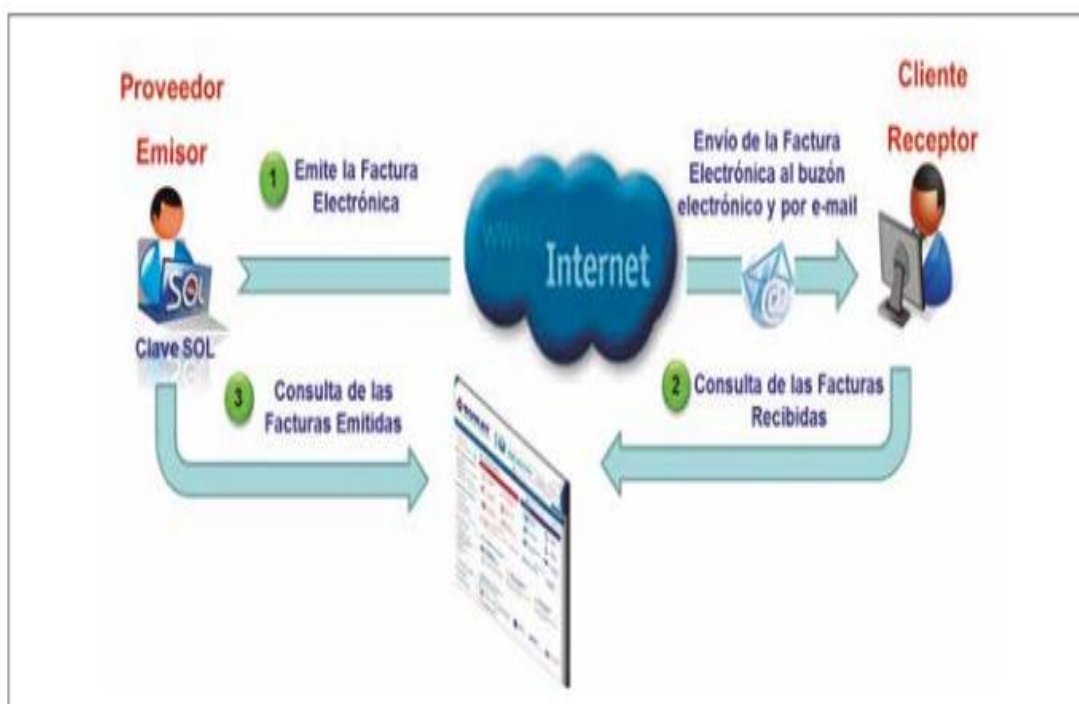 Proveedor
Emisor
1
Emite la Factura
Electrónica
www.
Internet
Envío de la Factura
Electrónica al buzón
electrónico y por e-mail
Cliente
Receptor
SOL
Clave SOL
3
Consulta de las
Facturas Emitidas
2
Consulta de las Facturas
Recibidas